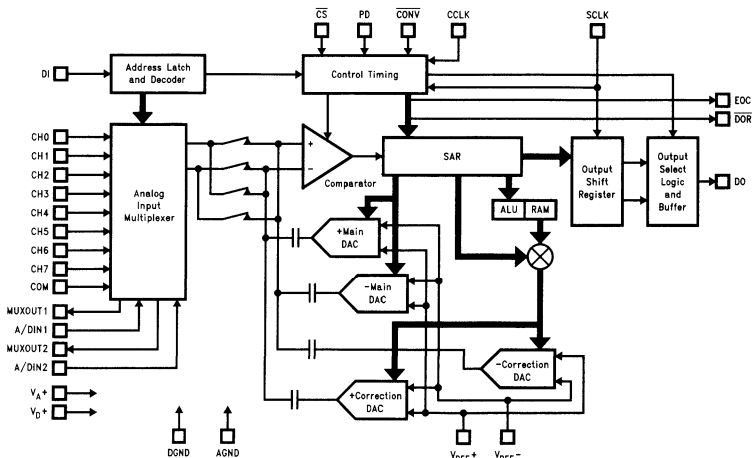 CS PD CONV CCLK SCLK
DI
Address Latch
and Decoder
Control Timing
EOC
DOR
CH0
CH1
CH2
CH3
CH4
CH5
CH6
CH7
COM
MUXOUT1
A/DIN1
MUXOUT2
A/DIN2
VA+
VD+
Analog
Input
Multiplexer
+
−
Comparator
SAR
ALU RAM
Output
Shift
Register
Output
Select
Logic
and
Buffer
DO
+Main
DAC
−Main
DAC
−Correction
DAC
+Correction
DAC
DGND AGND
VREF+ VREF−